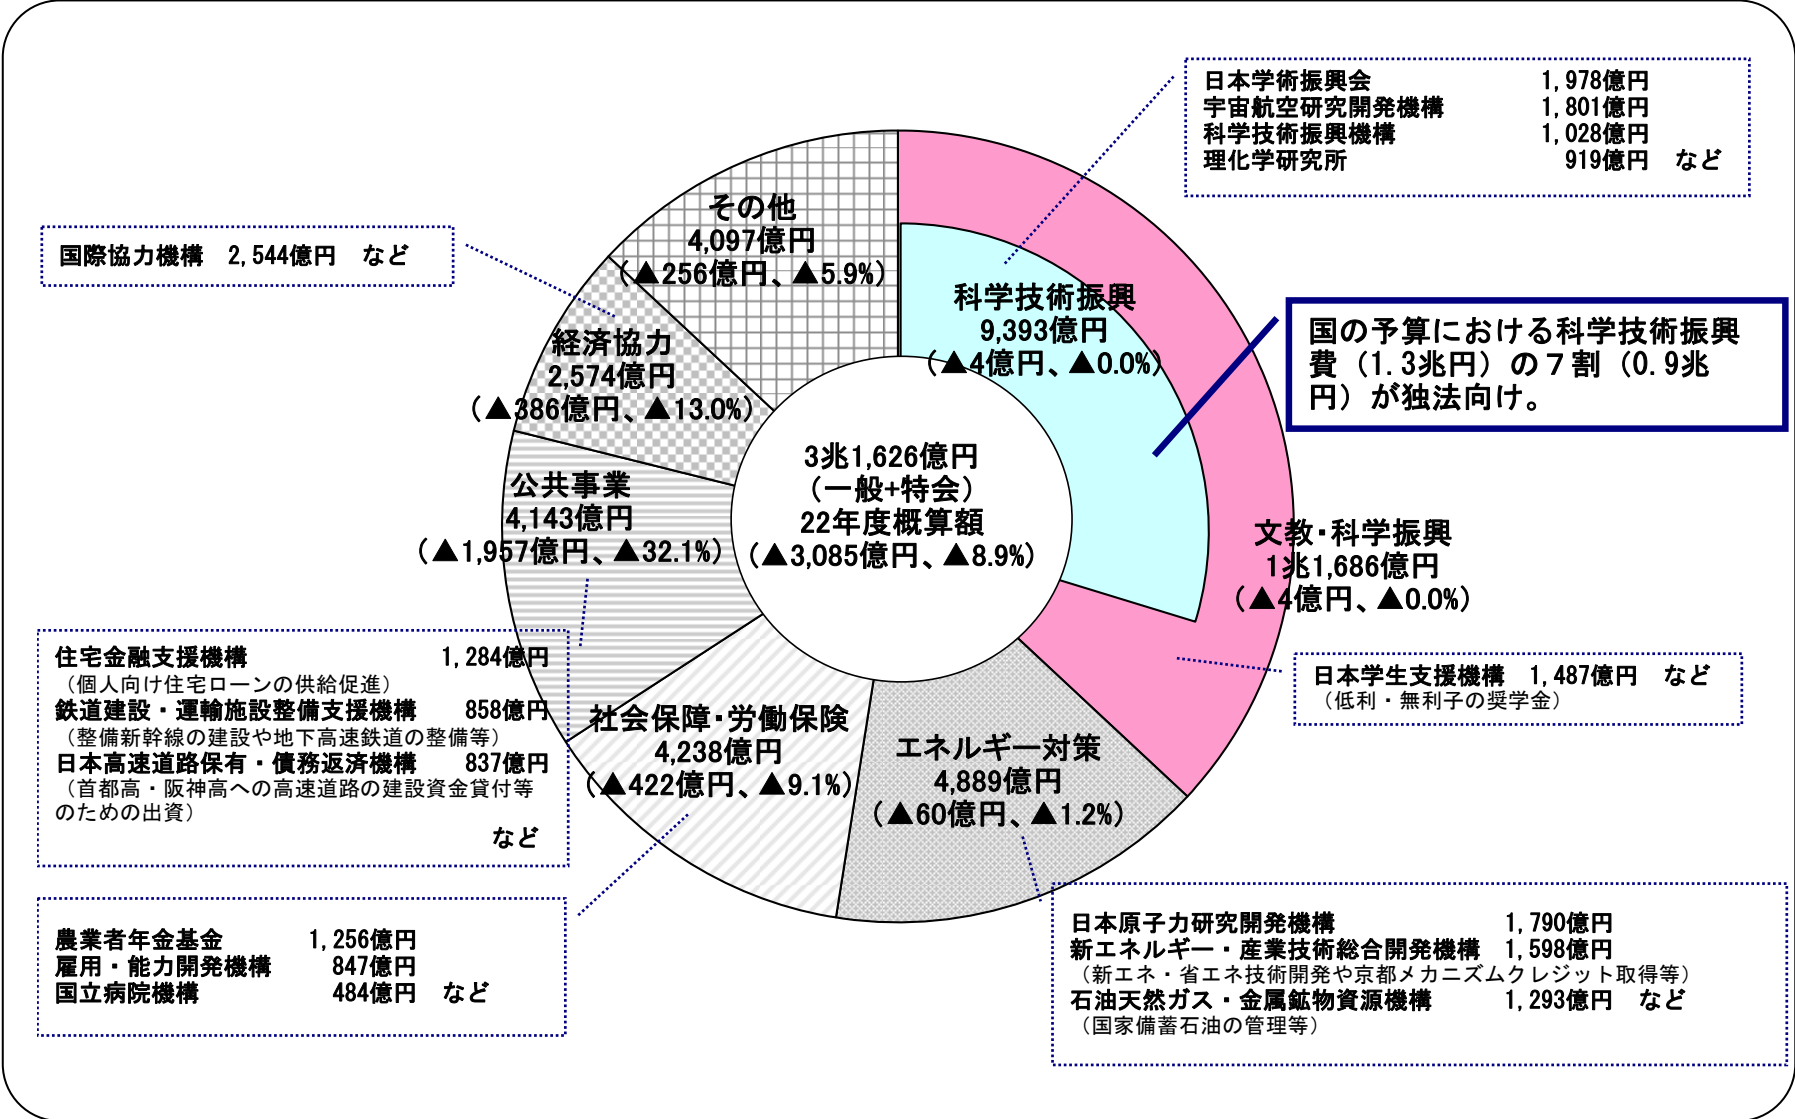 日本学術振興会 1,978億円
宇宙航空研究開発機構 1,801億円
科学技術振興機構 1,028億円
理化学研究所 919億円 など
その他
4,097億円
（▲256億円、▲5.9%）
国際協力機構 2,544億円 など
科学技術振興
9,393億円
（▲4億円、▲0.0%）
国の予算における科学技術振興
費（1.3兆円）の７割（0.9兆
円）が独法向け。
経済協力
2,574億円
（▲386億円、▲13.0%）
3兆1,626億円
（一般+特会）
22年度概算額
（▲3,085億円、▲8.9%）
公共事業
4,143億円
（▲1,957億円、▲32.1%）
文教・科学振興
1兆1,686億円
（▲4億円、▲0.0%）
住宅金融支援機構 1,284億円
（個人向け住宅ローンの供給促進）
鉄道建設・運輸施設整備支援機構 858億円
（整備新幹線の建設や地下高速鉄道の整備等）
日本高速道路保有・債務返済機構 837億円
（首都高・阪神高への高速道路の建設資金貸付等
のための出資）
など
日本学生支援機構 1,487億円 など
（低利・無利子の奨学金）
社会保障・労働保険
4,238億円
（▲422億円、▲9.1%）
エネルギー対策
4,889億円
（▲60億円、▲1.2%）
農業者年金基金 1,256億円
雇用・能力開発機構 847億円
国立病院機構 484億円 など
日本原子力研究開発機構 1,790億円
新エネルギー・産業技術総合開発機構 1,598億円
（新エネ・省エネ技術開発や京都メカニズムクレジット取得等）
石油天然ガス・金属鉱物資源機構 1,293億円 など
（国家備蓄石油の管理等）